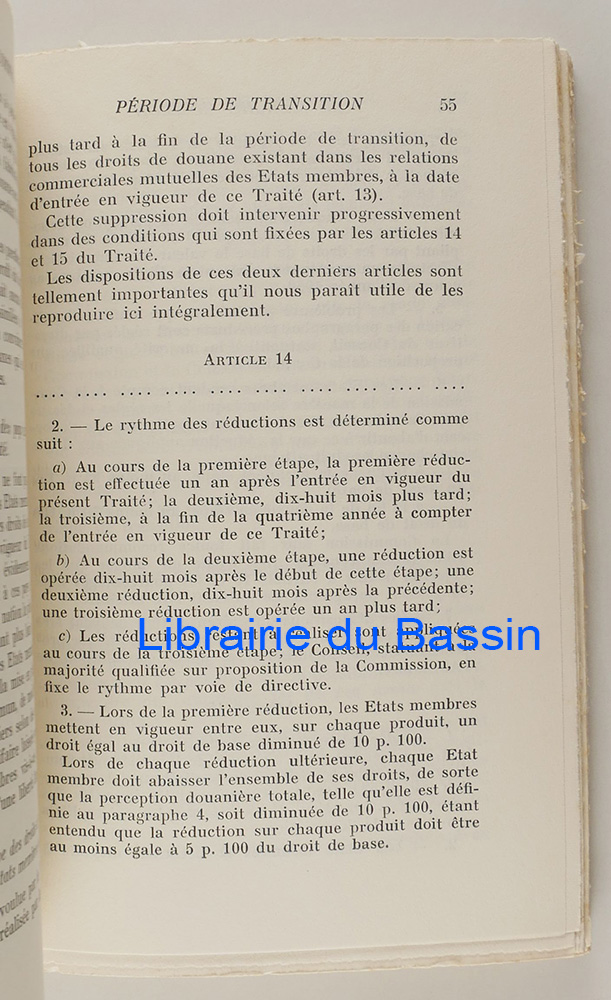 PÉRIODE DE TRANSITION 55
plus tard à la fin de la période de transition, de
tous les droits de douane existant dans les relations
commerciales mutuelles des Etats membres, à la date
d'entrée en vigueur de ce Traité (art. 13).
Cette suppression doit intervenir progressivement
dans des conditions qui sont fixées par les articles 14
et 15 du Traité.
Les dispositions de ces deux derniers articles sont
tellement importantes qu'il nous paraît utile de les
reproduire ici intégralement.
ARTICLE 14
.... .... .... .... .... .... .... .... .... .... ....
2. — Le rythme des réductions est déterminé comme
suit :
a) Au cours de la première étape, la première réduc-
tion est effectuée un an après l'entrée en vigueur du
présent Traité; la deuxième, dix-huit mois plus tard;
la troisième, à la fin de la quatrième année à compter
de l'entrée en vigueur de ce Traité;
b) Au cours de la deuxième étape, une réduction est
opérée dix-huit mois après le début de cette étape; une
deuxième réduction, dix-huit mois après la précédente;
une troisième réduction est opérée un an plus tard;
c) Les réductions restant à réaliser sont appliquées
au cours de la troisième étape; le Conseil, statuant à la
majorité qualifiée sur proposition de la Commission, en
fixe le rythme par voie de directive.
3. — Lors de la première réduction, les Etats membres
mettent en vigueur entre eux, sur chaque produit, un
droit égal au droit de base diminué de 10 p. 100.
Lors de chaque réduction ultérieure, chaque Etat
membre doit abaisser l'ensemble de ses droits, de sorte
que la perception douanière totale, telle qu'elle est défi-
nie au paragraphe 4, soit diminuée de 10 p. 100, étant
entendu que la réduction sur chaque produit doit être
au moins égale à 5 p. 100 du droit de base.
Librairie du Bassin